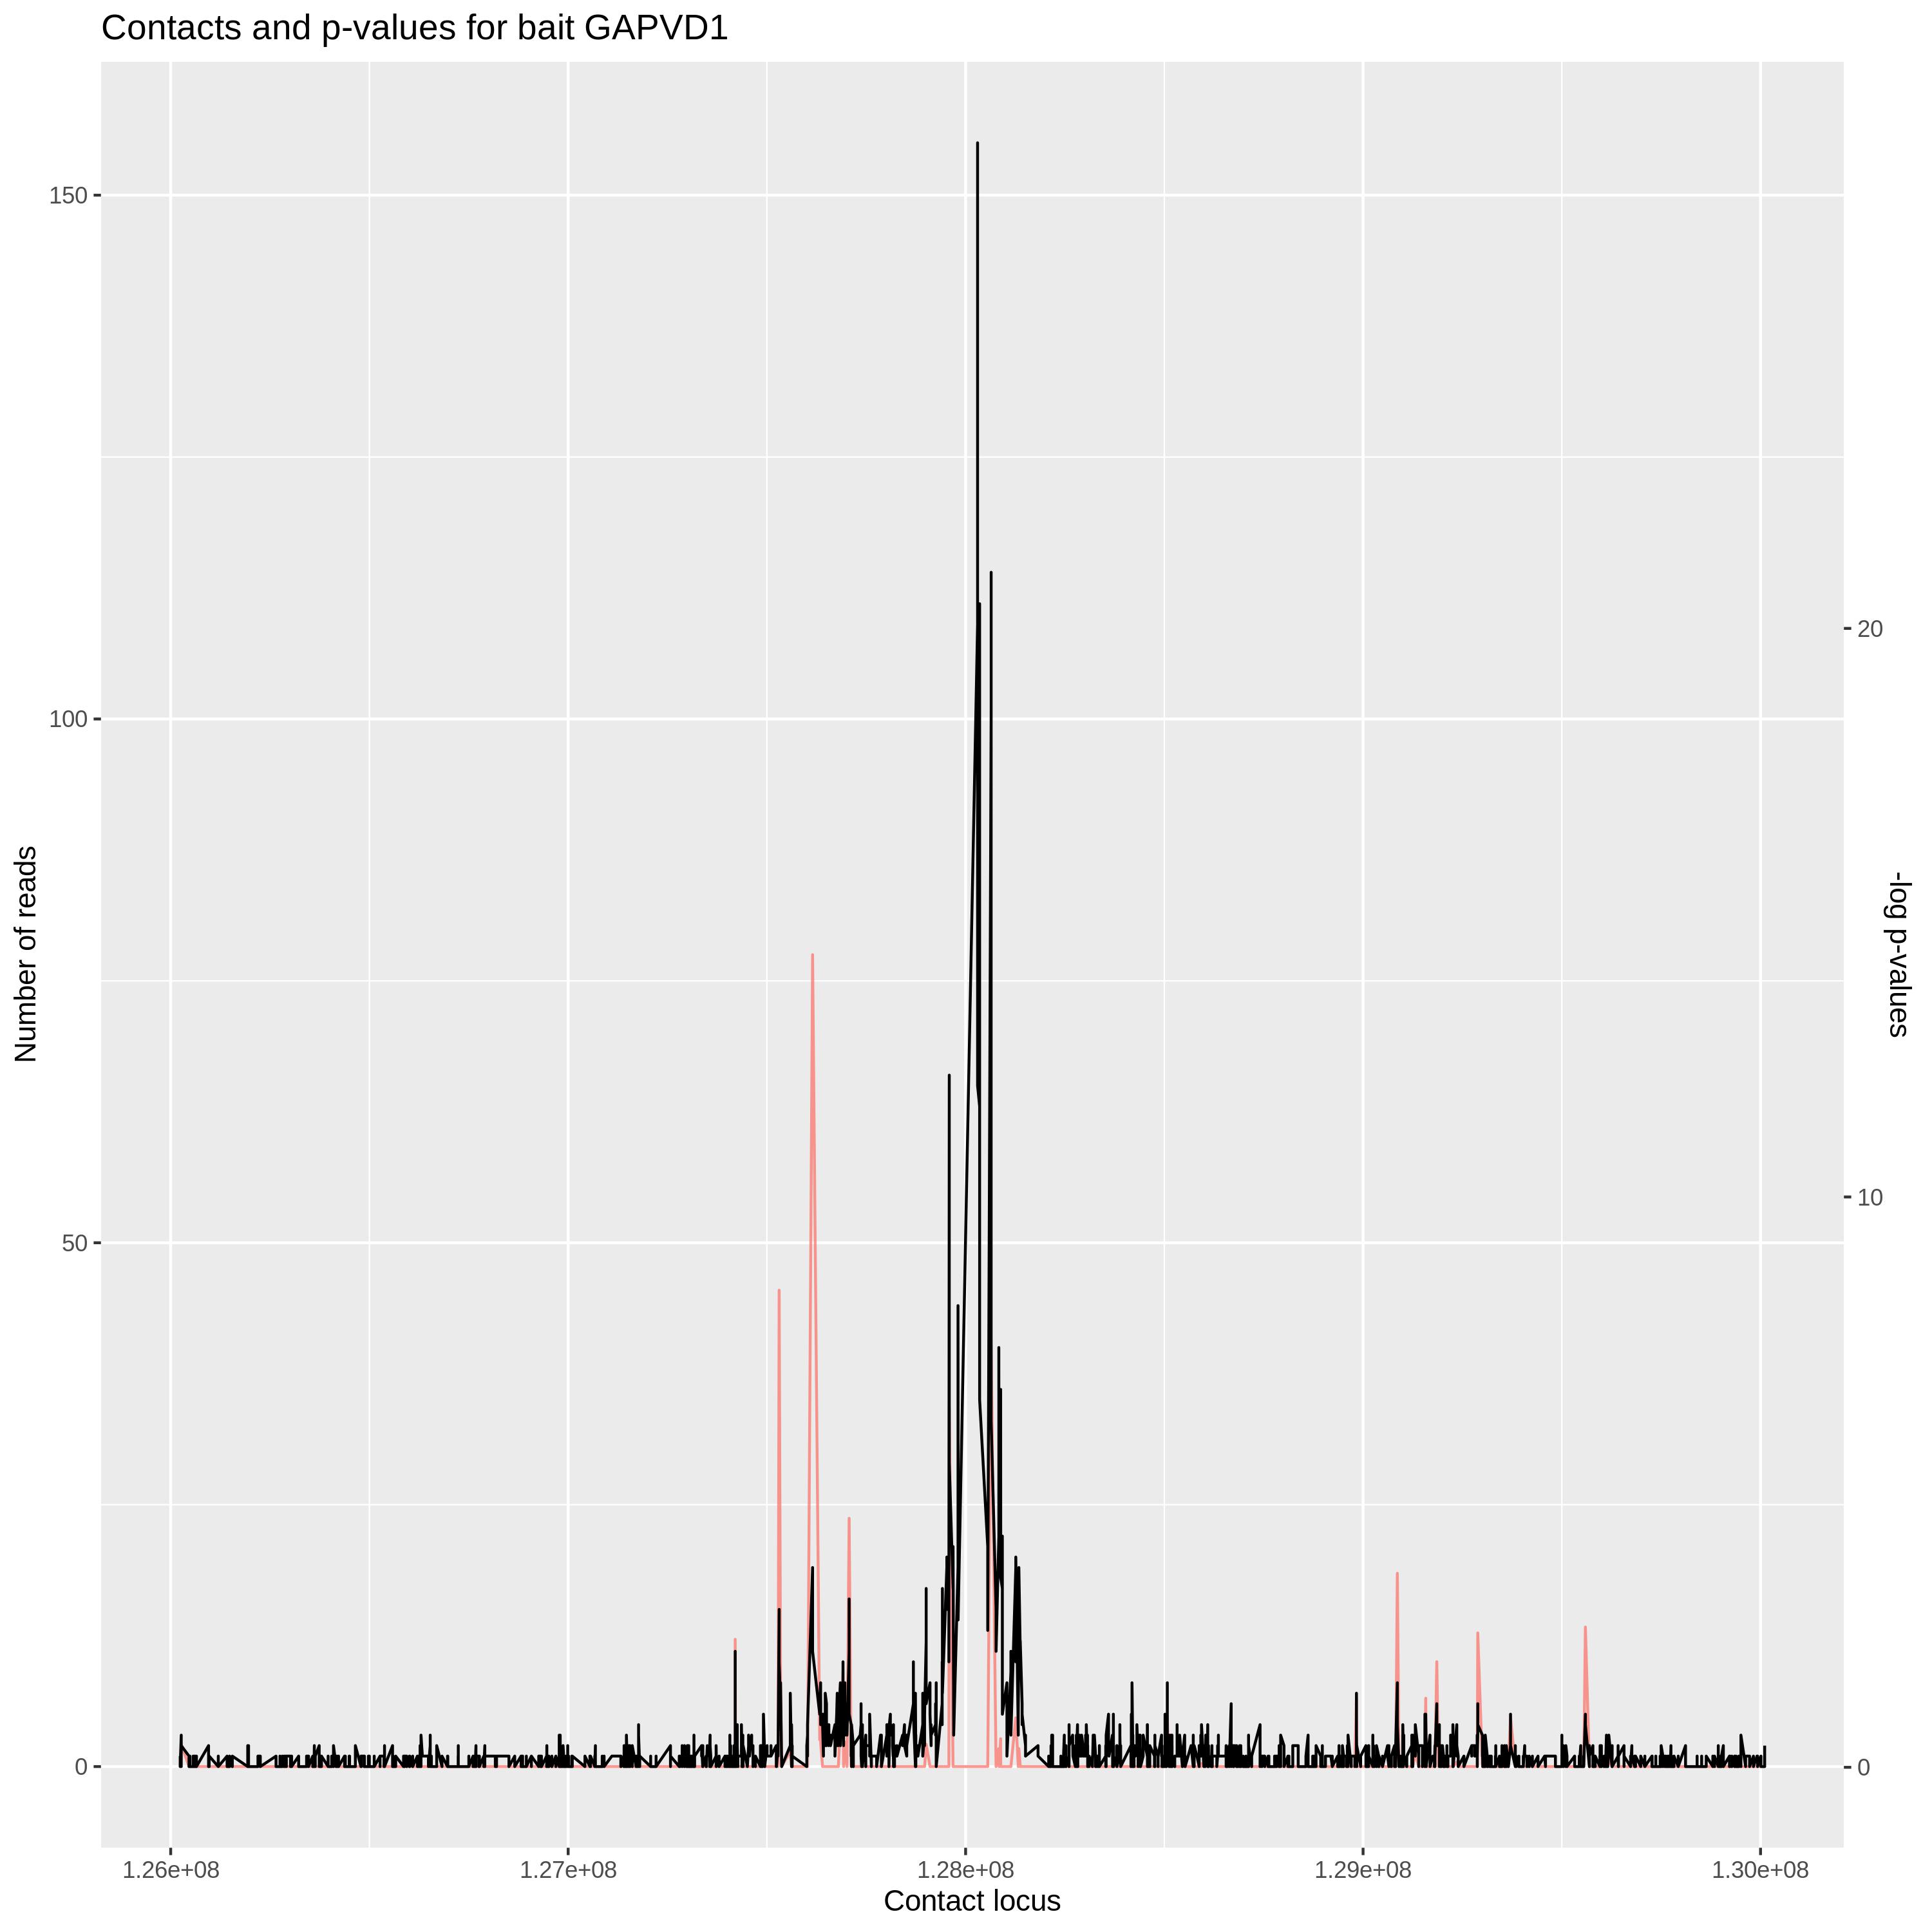 Contacts and p-values for bait GAPVD1
150
100
50
0
Number of reads
20
10
0
-log p-values
1.26e+08
1.27e+08
1.28e+08
1.29e+08
1.30e+08
Contact locus